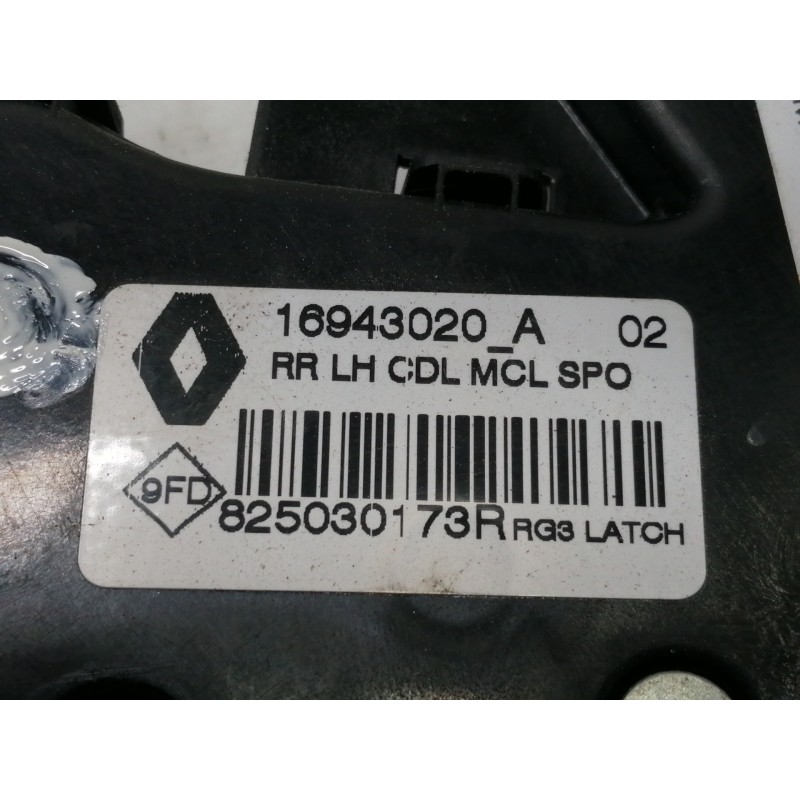 16943020_A 02
RR LH CDL MCL SPO
9FD
825030173R RG3 LATCH